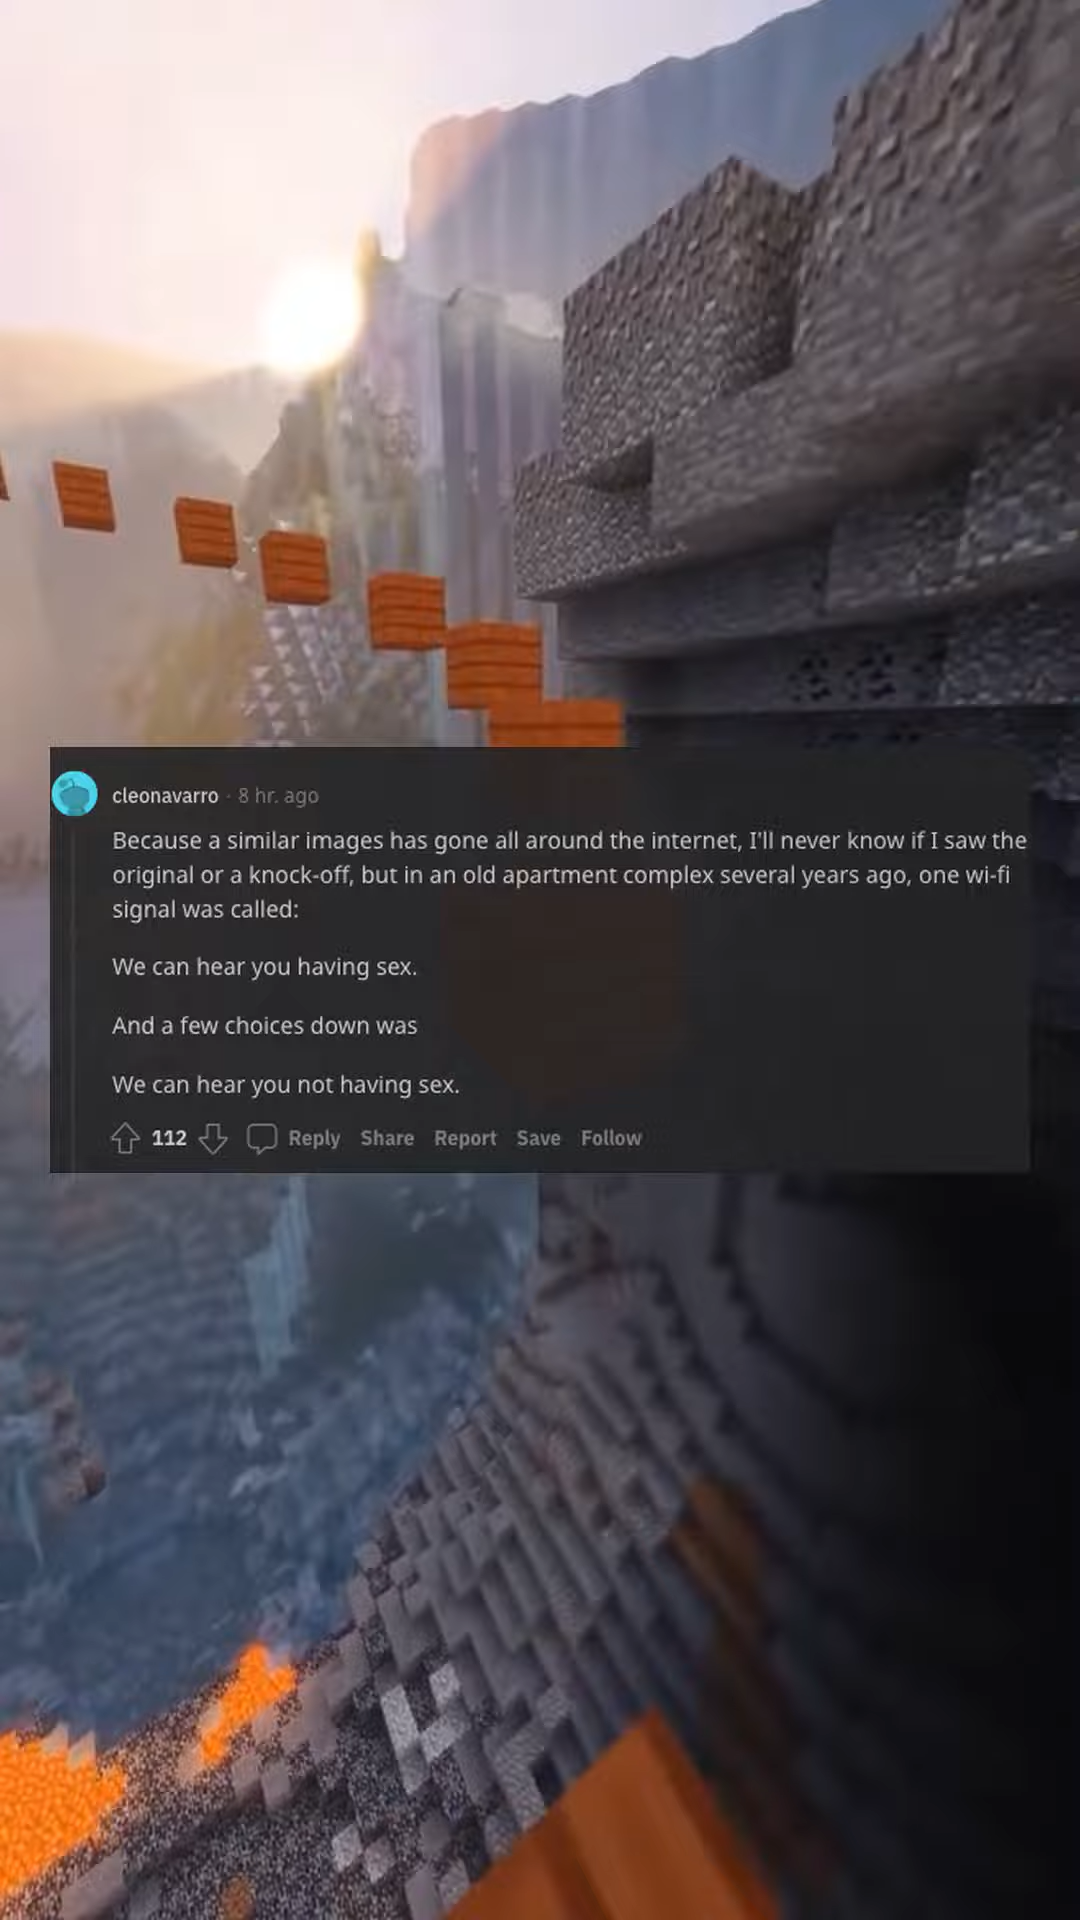 cleonavarro · 8 hr. ago
Because a similar images has gone all around the internet, I'll never know if I saw the
original or a knock-off, but in an old apartment complex several years ago, one wi-fi
signal was called:
We can hear you having sex.
And a few choices down was
We can hear you not having sex.
112 Reply Share Report Save Follow